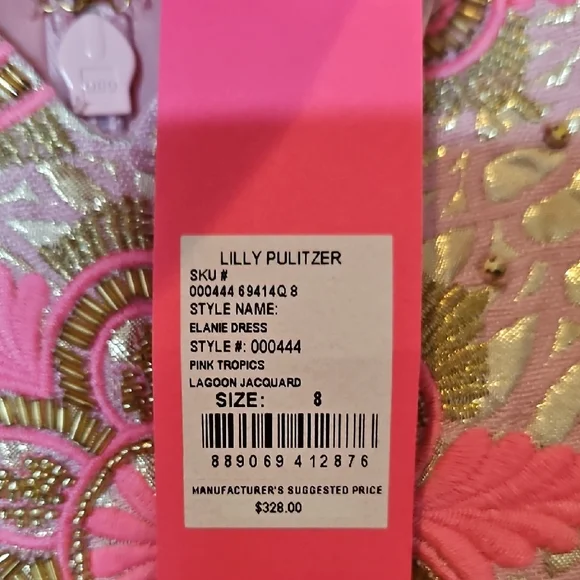 LILLY PULITZER
SKU #
000444 69414Q 8
STYLE NAME:
ELANIE DRESS
STYLE #: 000444
PINK TROPICS
LAGOON JACQUARD
SIZE: 8
889069 412876
MANUFACTURER'S SUGGESTED PRICE
$328.00